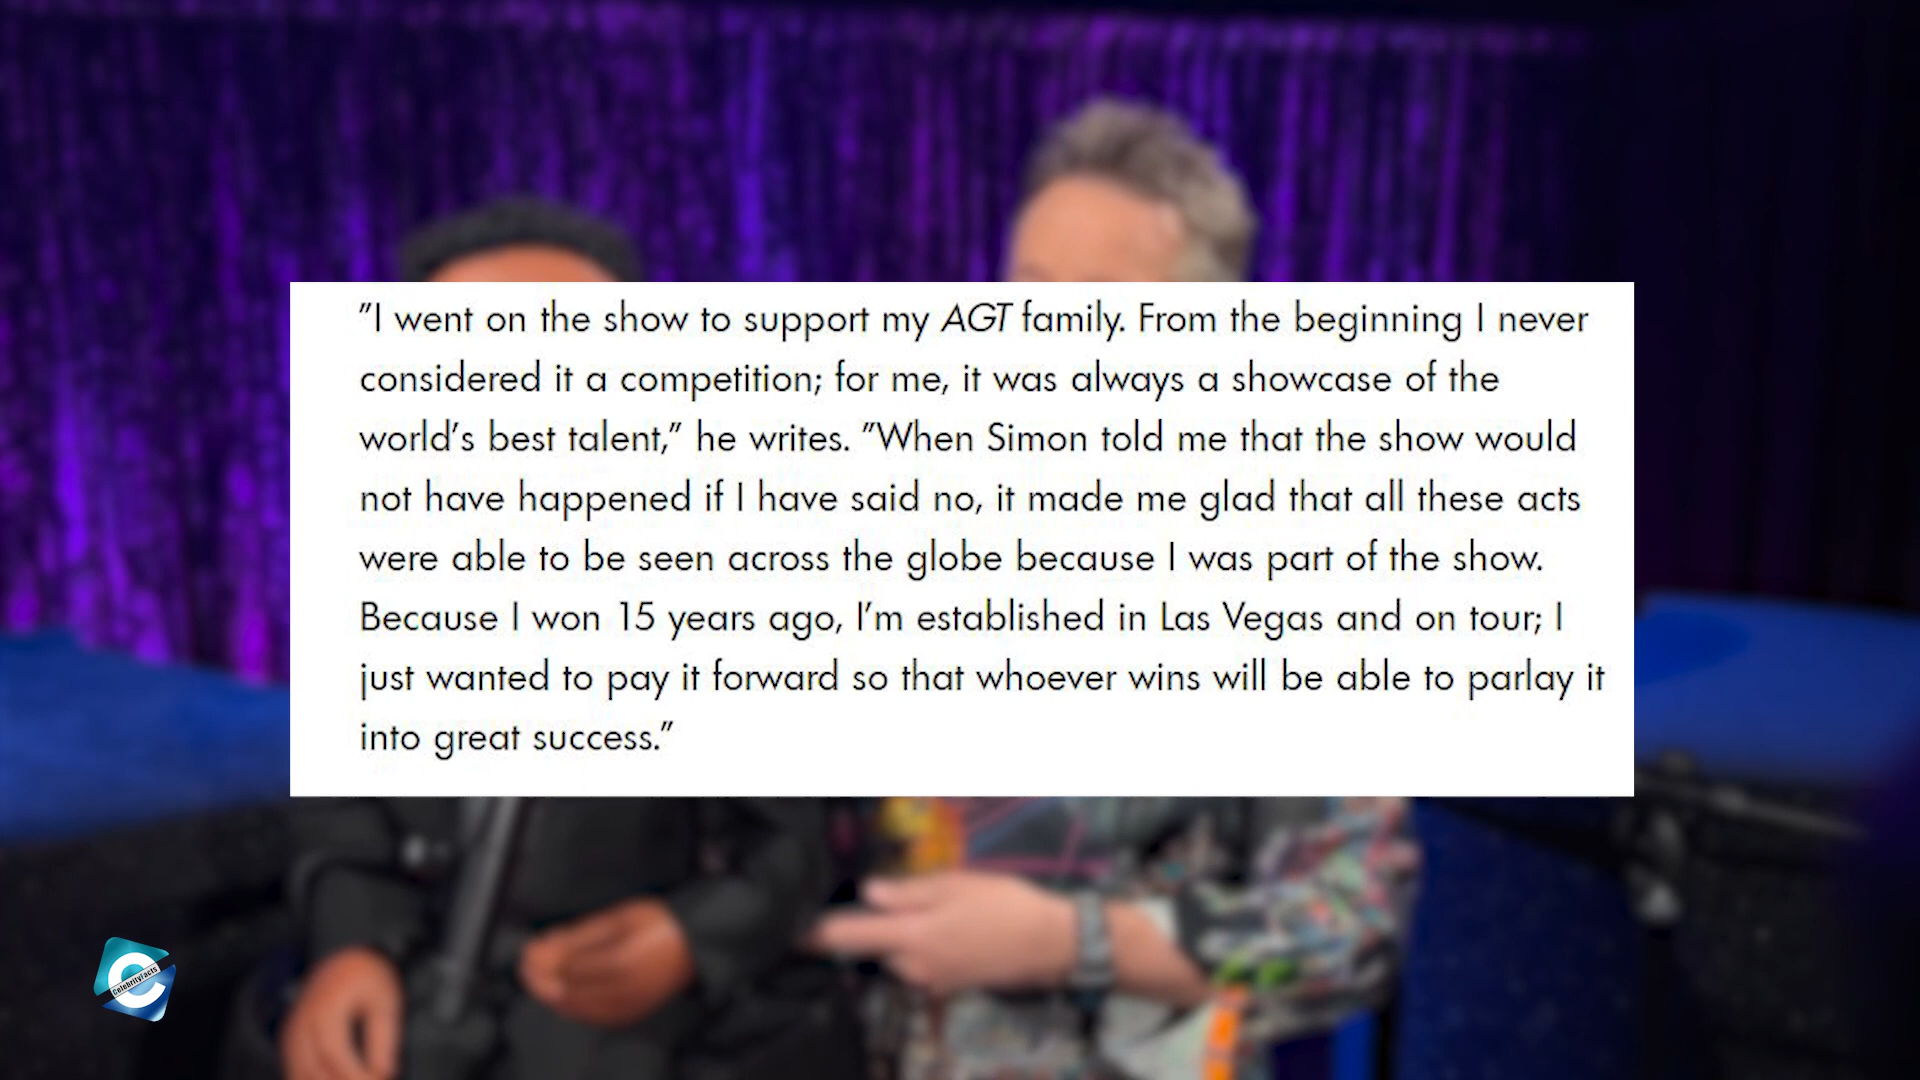 "I went on the show to support my AGT family. From the beginning I never
considered it a competition; for me, it was always a showcase of the
world's best talent," he writes. "When Simon told me that the show would
not have happened if I have said no, it made me glad that all these acts
were able to be seen across the globe because I was part of the show.
Because I won 15 years ago, I'm established in Las Vegas and on tour; I
just wanted to pay it forward so that whoever wins will be able to parlay it
into great success."
CelebrityFacts